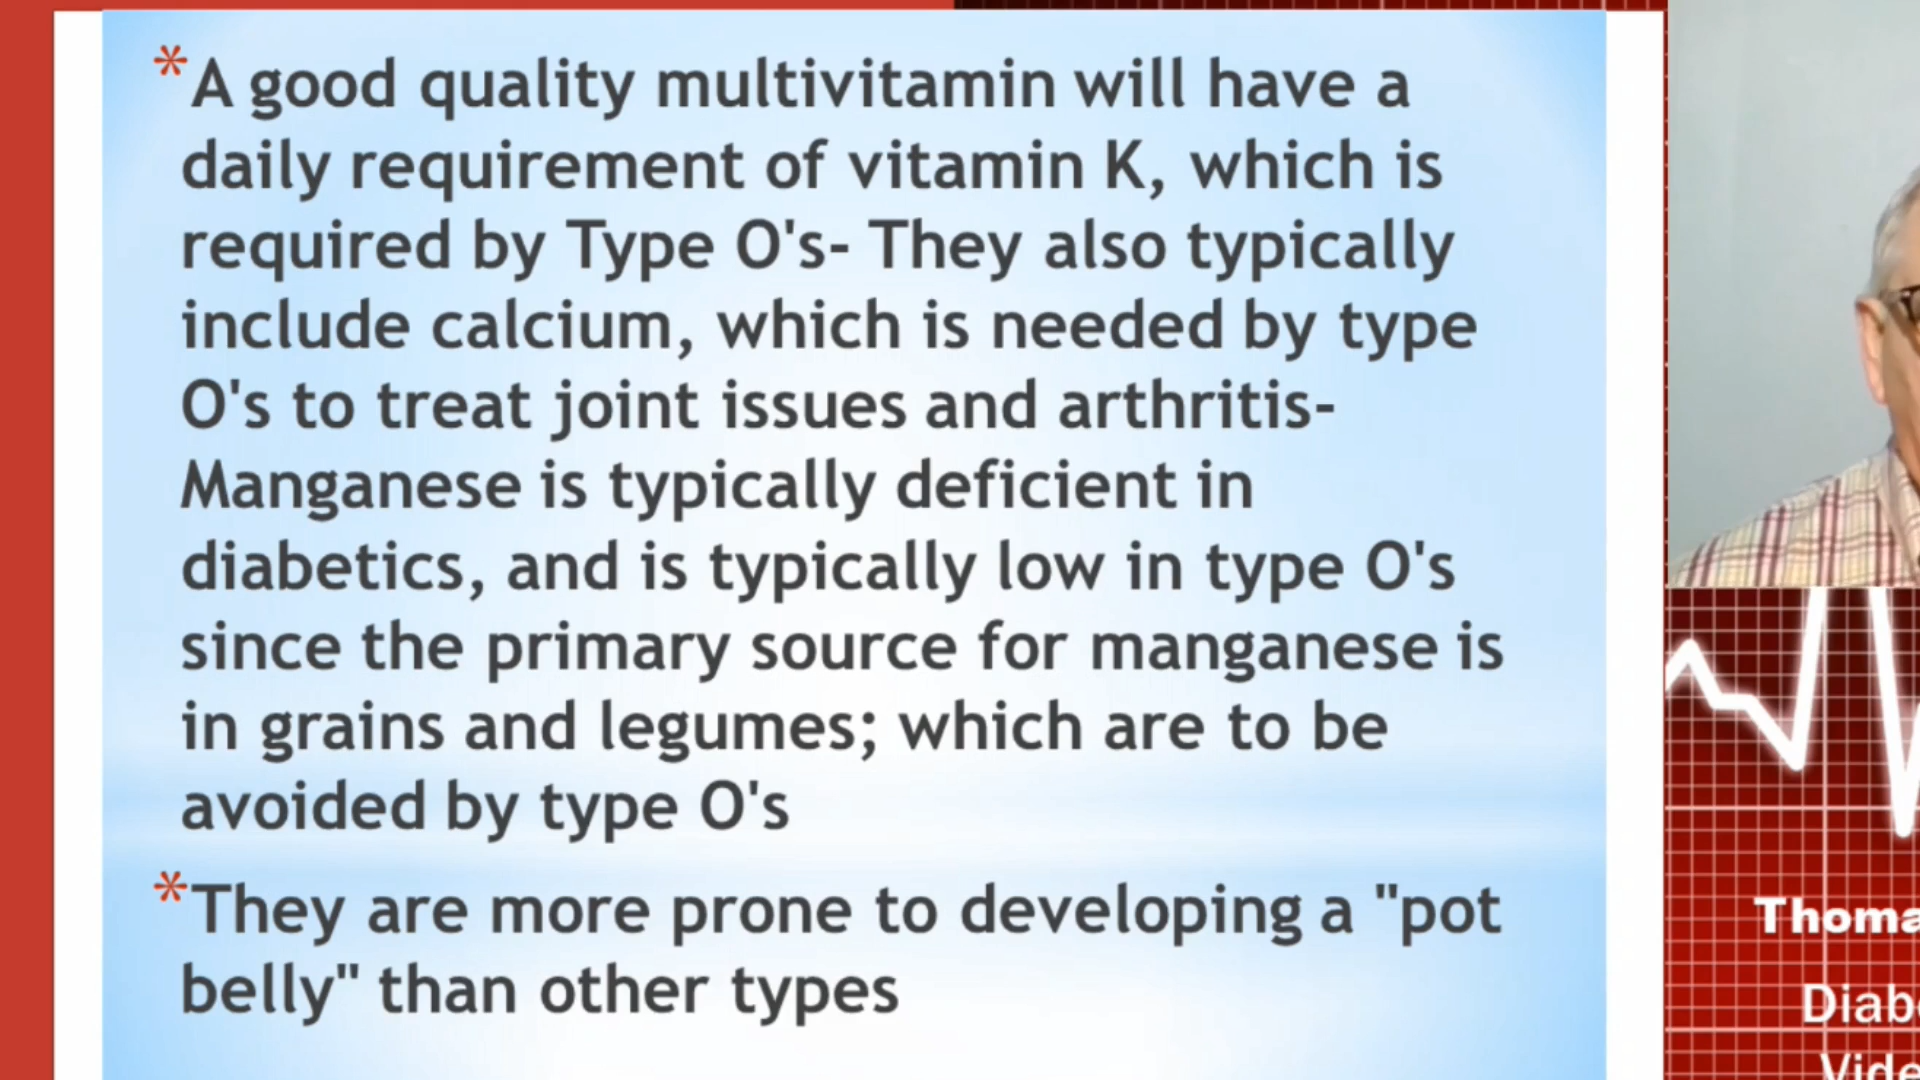 *A good quality multivitamin will have a
daily requirement of vitamin K, which is
required by Type O's- They also typically
include calcium, which is needed by type
O's to treat joint issues and arthritis-
Manganese is typically deficient in
diabetics, and is typically low in type O's
since the primary source for manganese is
in grains and legumes; which are to be
avoided by type O's
*They are more prone to developing a "pot
belly" than other types
Thoma
Diab
Vide